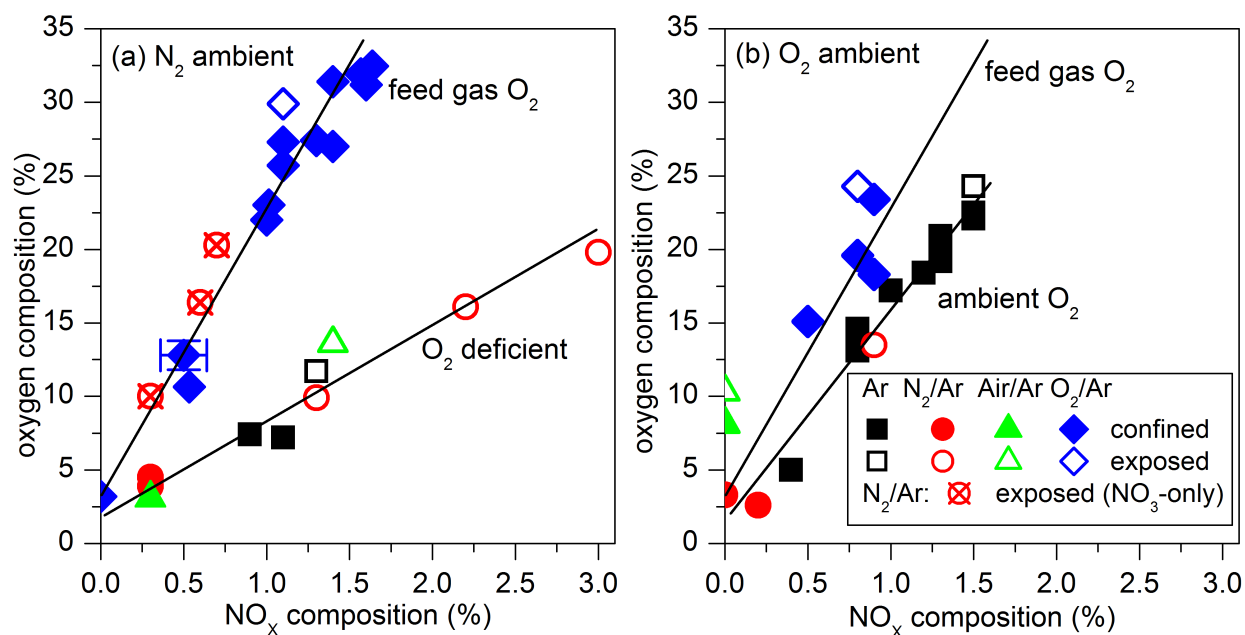 (a) N₂ ambient
feed gas O₂
O₂ deficient
oxygen composition (%)
35
30
25
20
15
10
5
0
0.0 0.5 1.0 1.5 2.0 2.5 3.0
NOₓ composition (%)
(b) O₂ ambient
feed gas O₂
ambient O₂
oxygen composition (%)
35
30
25
20
15
10
5
0
Ar N₂/Ar Air/Ar O₂/Ar
confined
exposed
N₂/Ar: exposed (NO₃-only)
0.0 0.5 1.0 1.5 2.0 2.5 3.0
NOₓ composition (%)